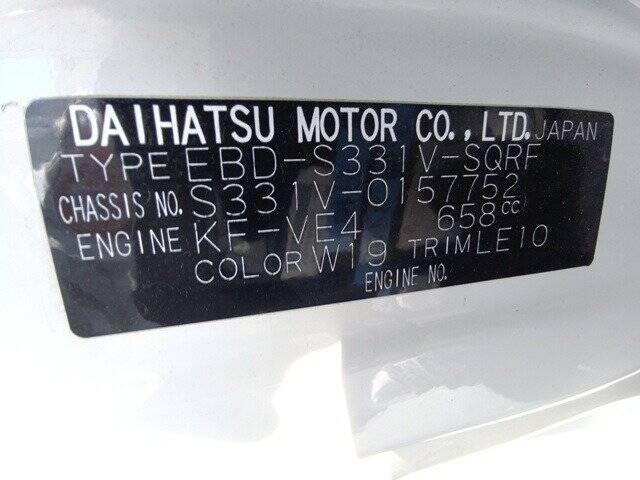 DAIHATSU MOTOR CO., LTD. JAPAN
TYPE EBD-S331V-SQRF
CHASSIS NO. S331V-0157752
ENGINE KF-VE4 658cc
COLOR W19 TRIM LE10
ENGINE NO.